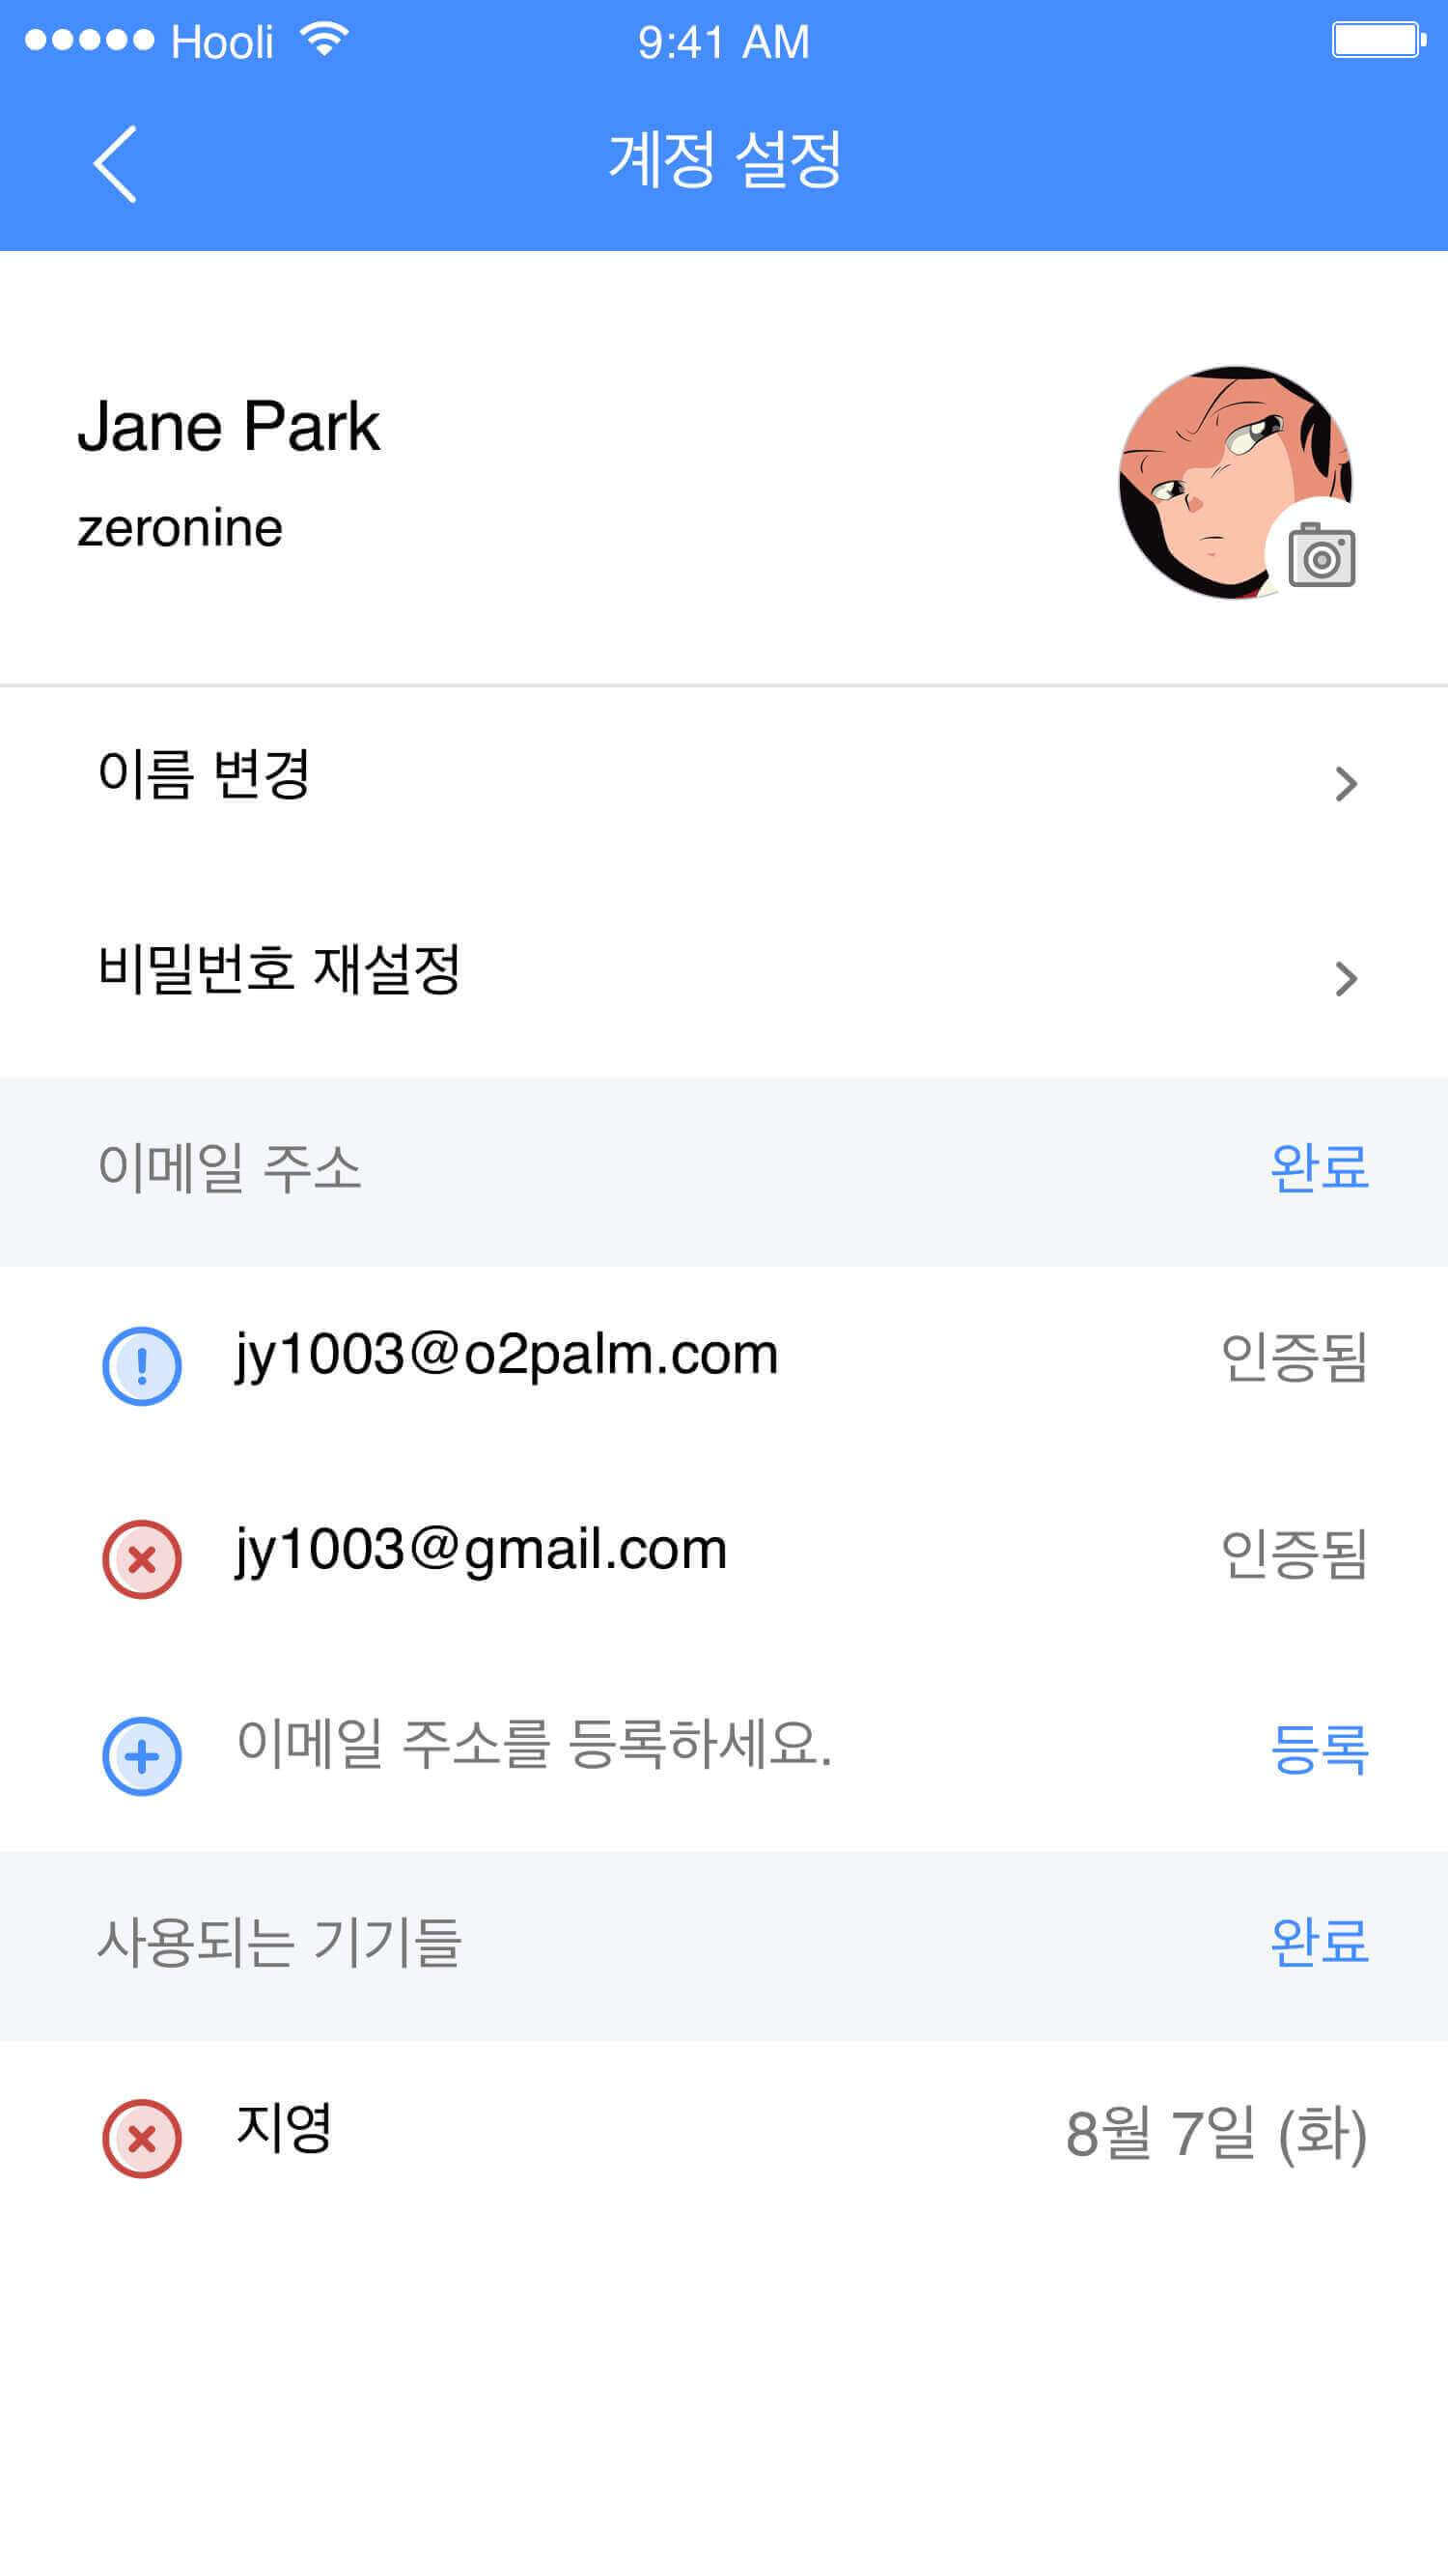 Hooli
9:41 AM
계정 설정
Jane Park
zeronine
이름 변경
비밀번호 재설정
이메일 주소 완료
jy1003@o2palm.com 인증됨
jy1003@gmail.com 인증됨
이메일 주소를 등록하세요. 등록
사용되는 기기들 완료
지영 8월 7일 (화)